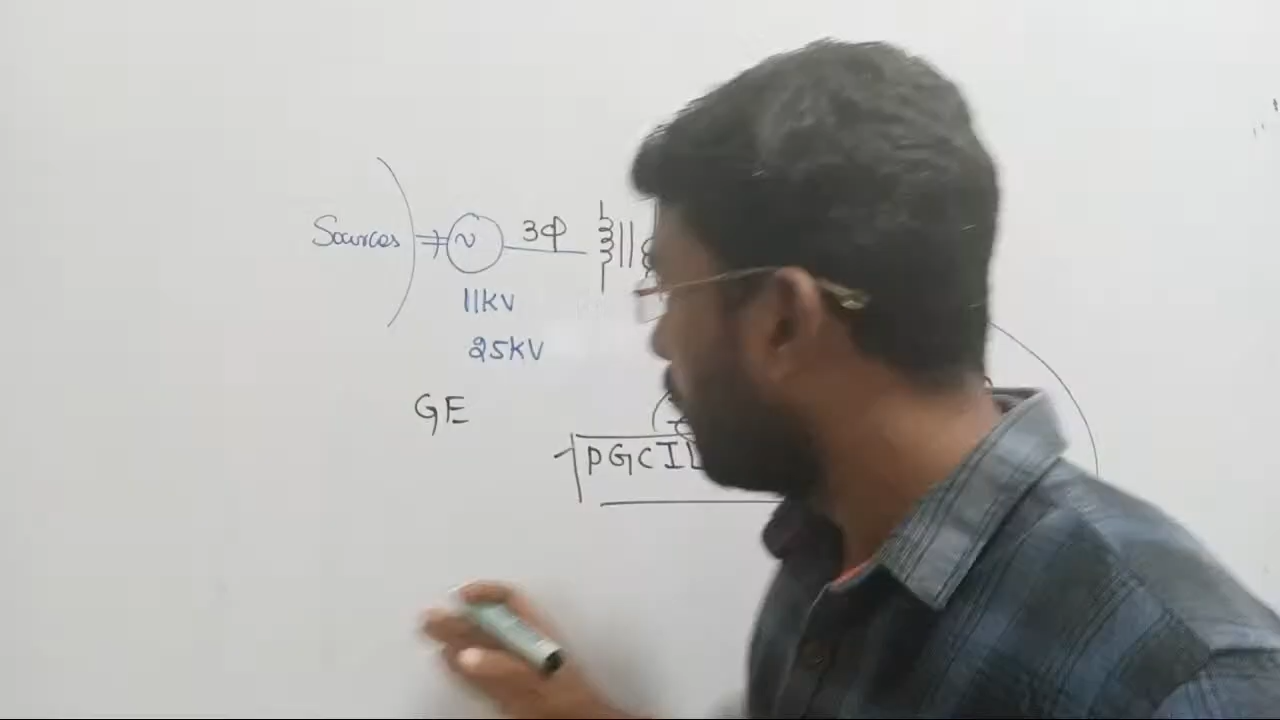 Sources
~
3Φ
11kV
25kV
GE
PGCIL